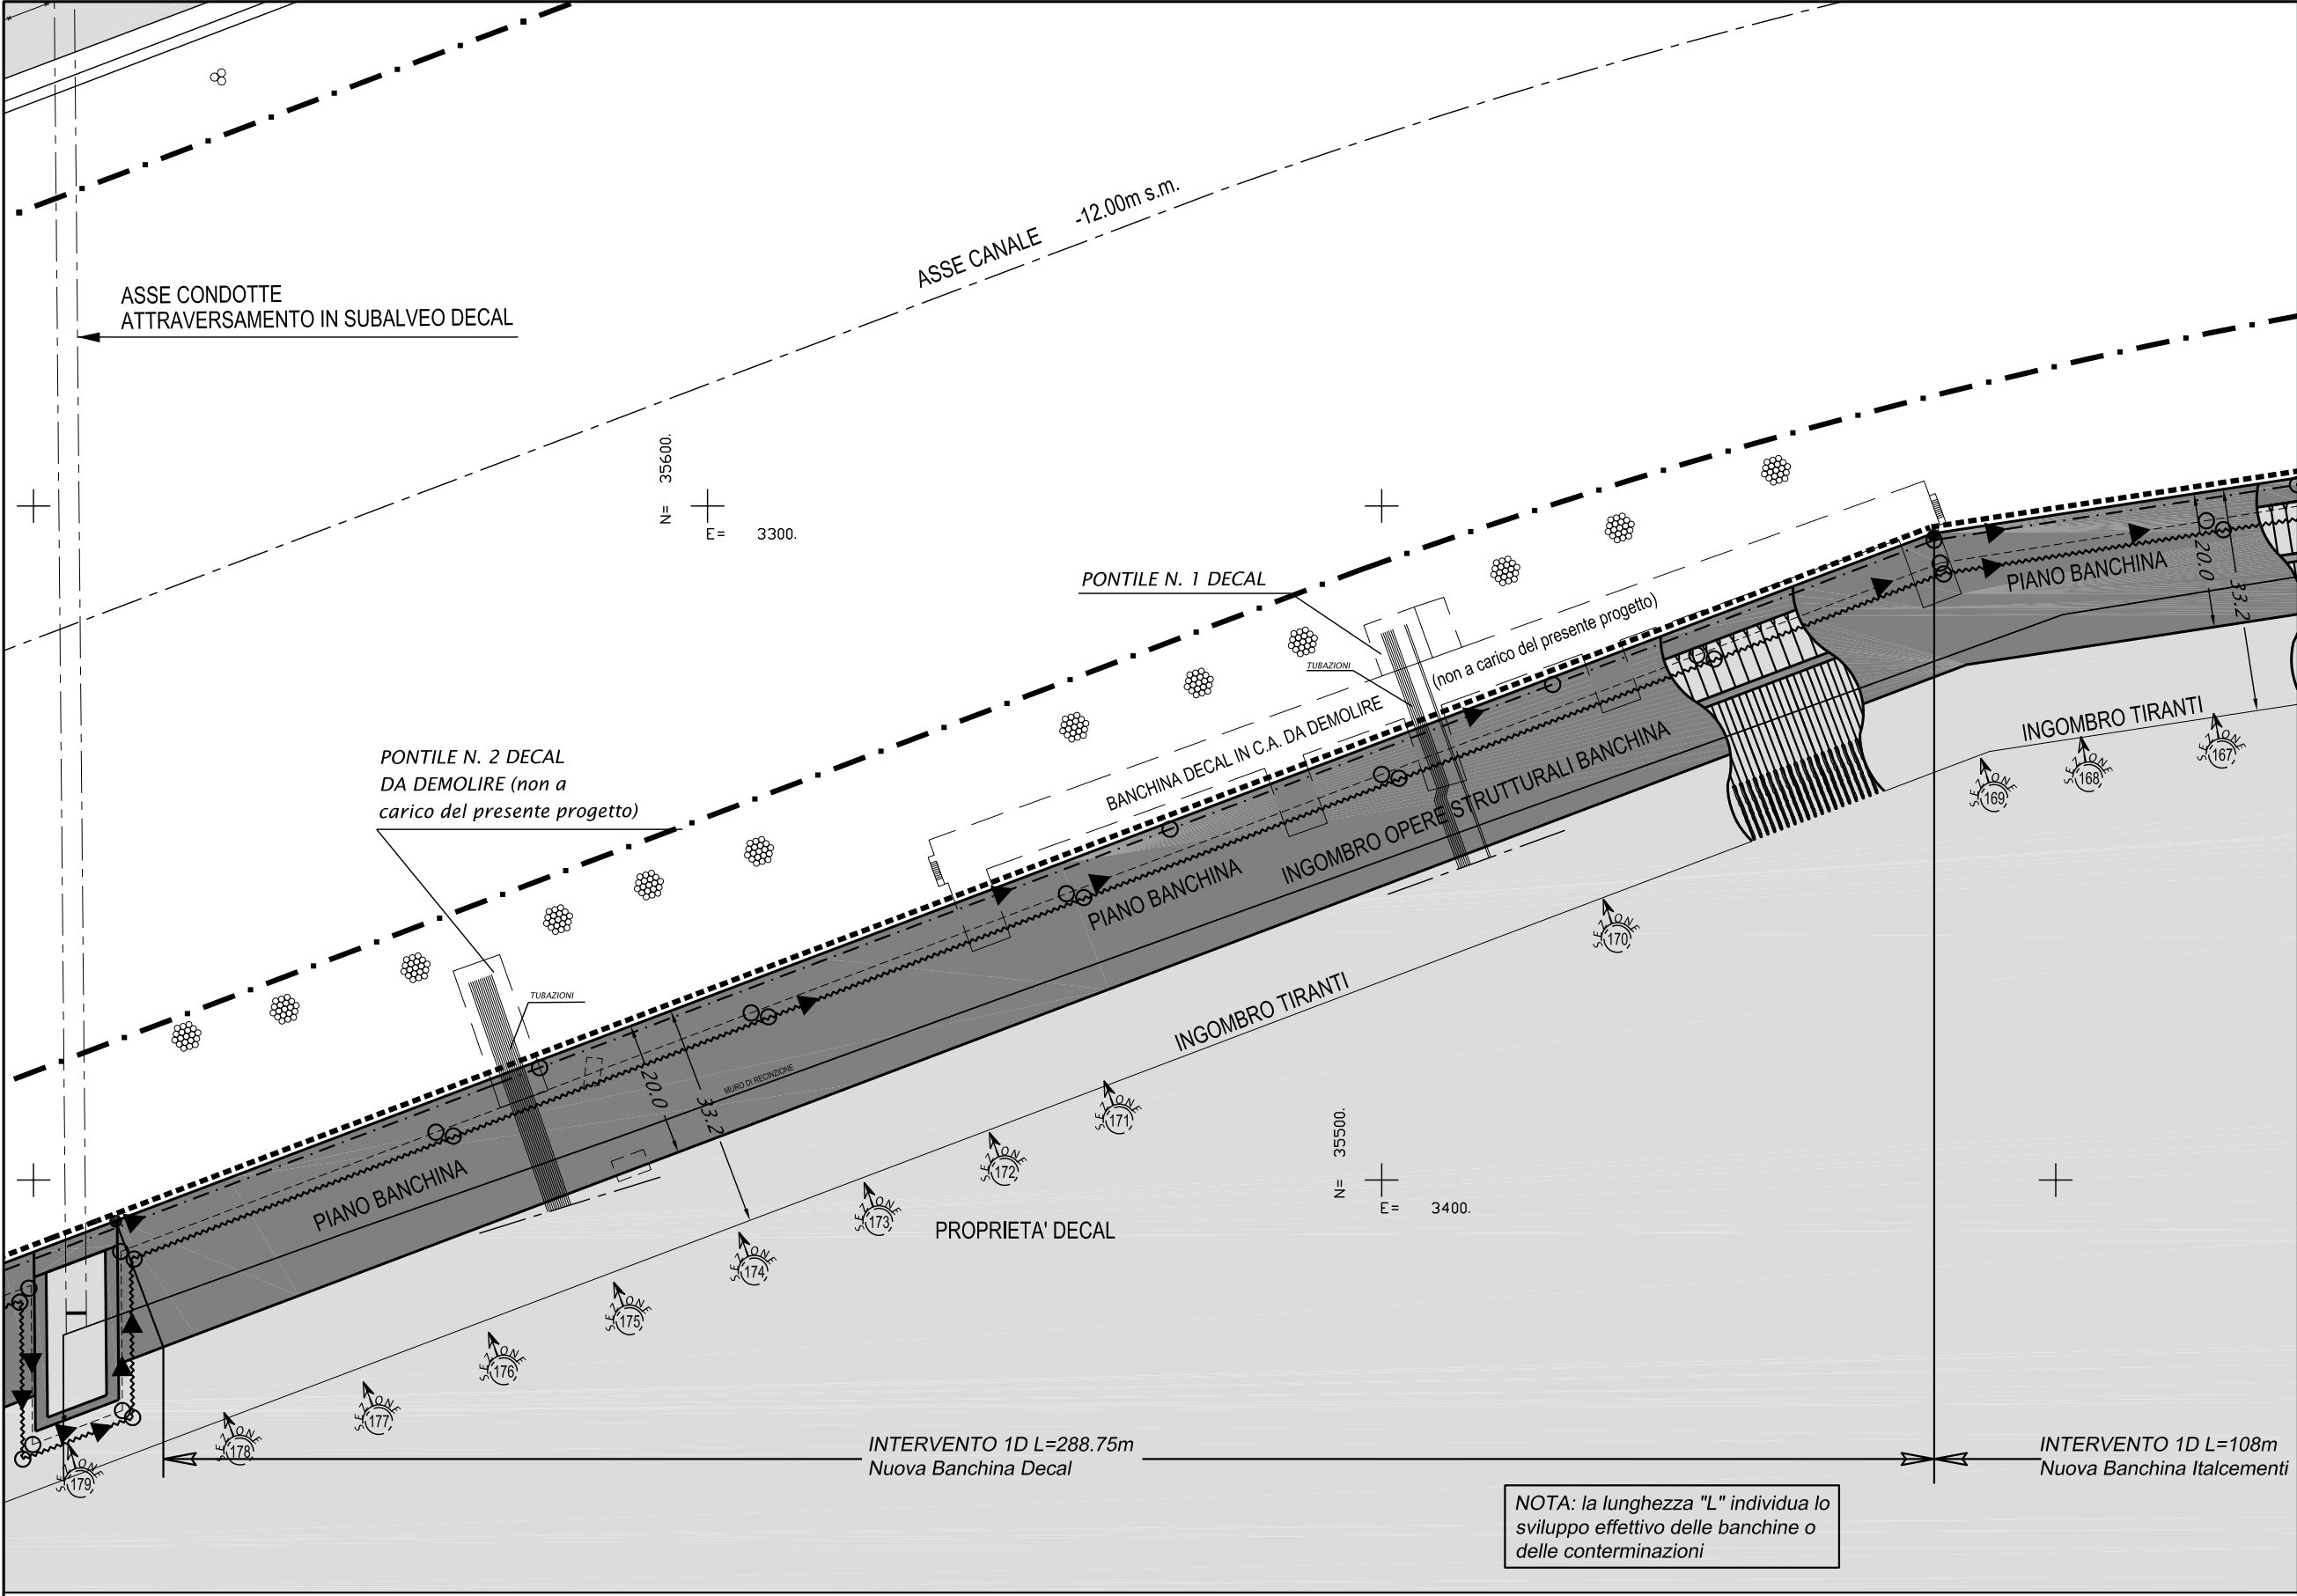 ASSE CONDOTTE
ATTRAVERSAMENTO IN SUBALVEO DECAL
ASSE CANALE -12.00m s.m.
N= 35600.
E= 3300.
PONTILE N. 1 DECAL
TUBAZIONI
(non a carico del presente progetto)
BANCHINA DECAL IN C.A. DA DEMOLIRE
PIANO BANCHINA
20.0
33.2
INGOMBRO TIRANTI
SEZIONE
167
SEZIONE
168
SEZIONE
169
PONTILE N. 2 DECAL
DA DEMOLIRE (non a
carico del presente progetto)
TUBAZIONI
PIANO BANCHINA
INGOMBRO OPERE STRUTTURALI BANCHINA
SEZIONE
170
INGOMBRO TIRANTI
20.0
33.2
MURO DI RECINZIONE
SEZIONE
171
SEZIONE
172
SEZIONE
173
SEZIONE
174
SEZIONE
175
SEZIONE
176
SEZIONE
177
SEZIONE
178
SEZIONE
179
PIANO BANCHINA
PROPRIETA' DECAL
N= 35500.
E= 3400.
INTERVENTO 1D L=288.75m
Nuova Banchina Decal
INTERVENTO 1D L=108m
Nuova Banchina Italcementi
NOTA: la lunghezza "L" individua lo
sviluppo effettivo delle banchine o
delle conterminazioni